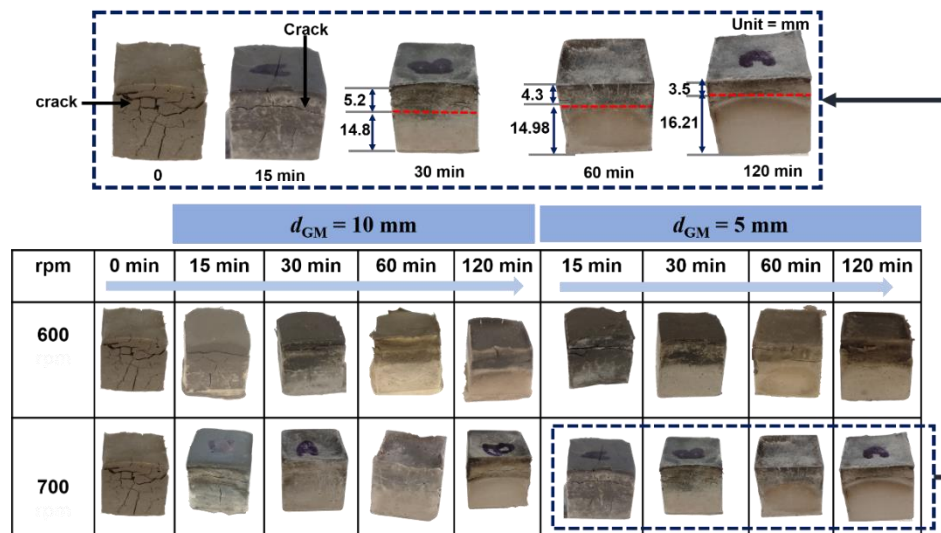 Unit = mm
Crack
crack
5.2
14.8
4.3
14.98
3.5
16.21
0
15 min
30 min
60 min
120 min
dGM = 10 mm
dGM = 5 mm
rpm
0 min
15 min
30 min
60 min
120 min
15 min
30 min
60 min
120 min
600
700